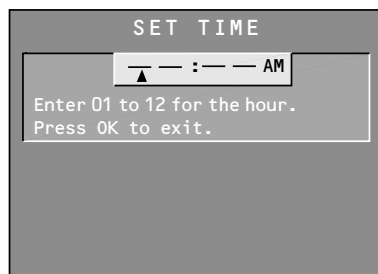 SET TIME
— — : — — AM
Enter 01 to 12 for the hour.
Press OK to exit.